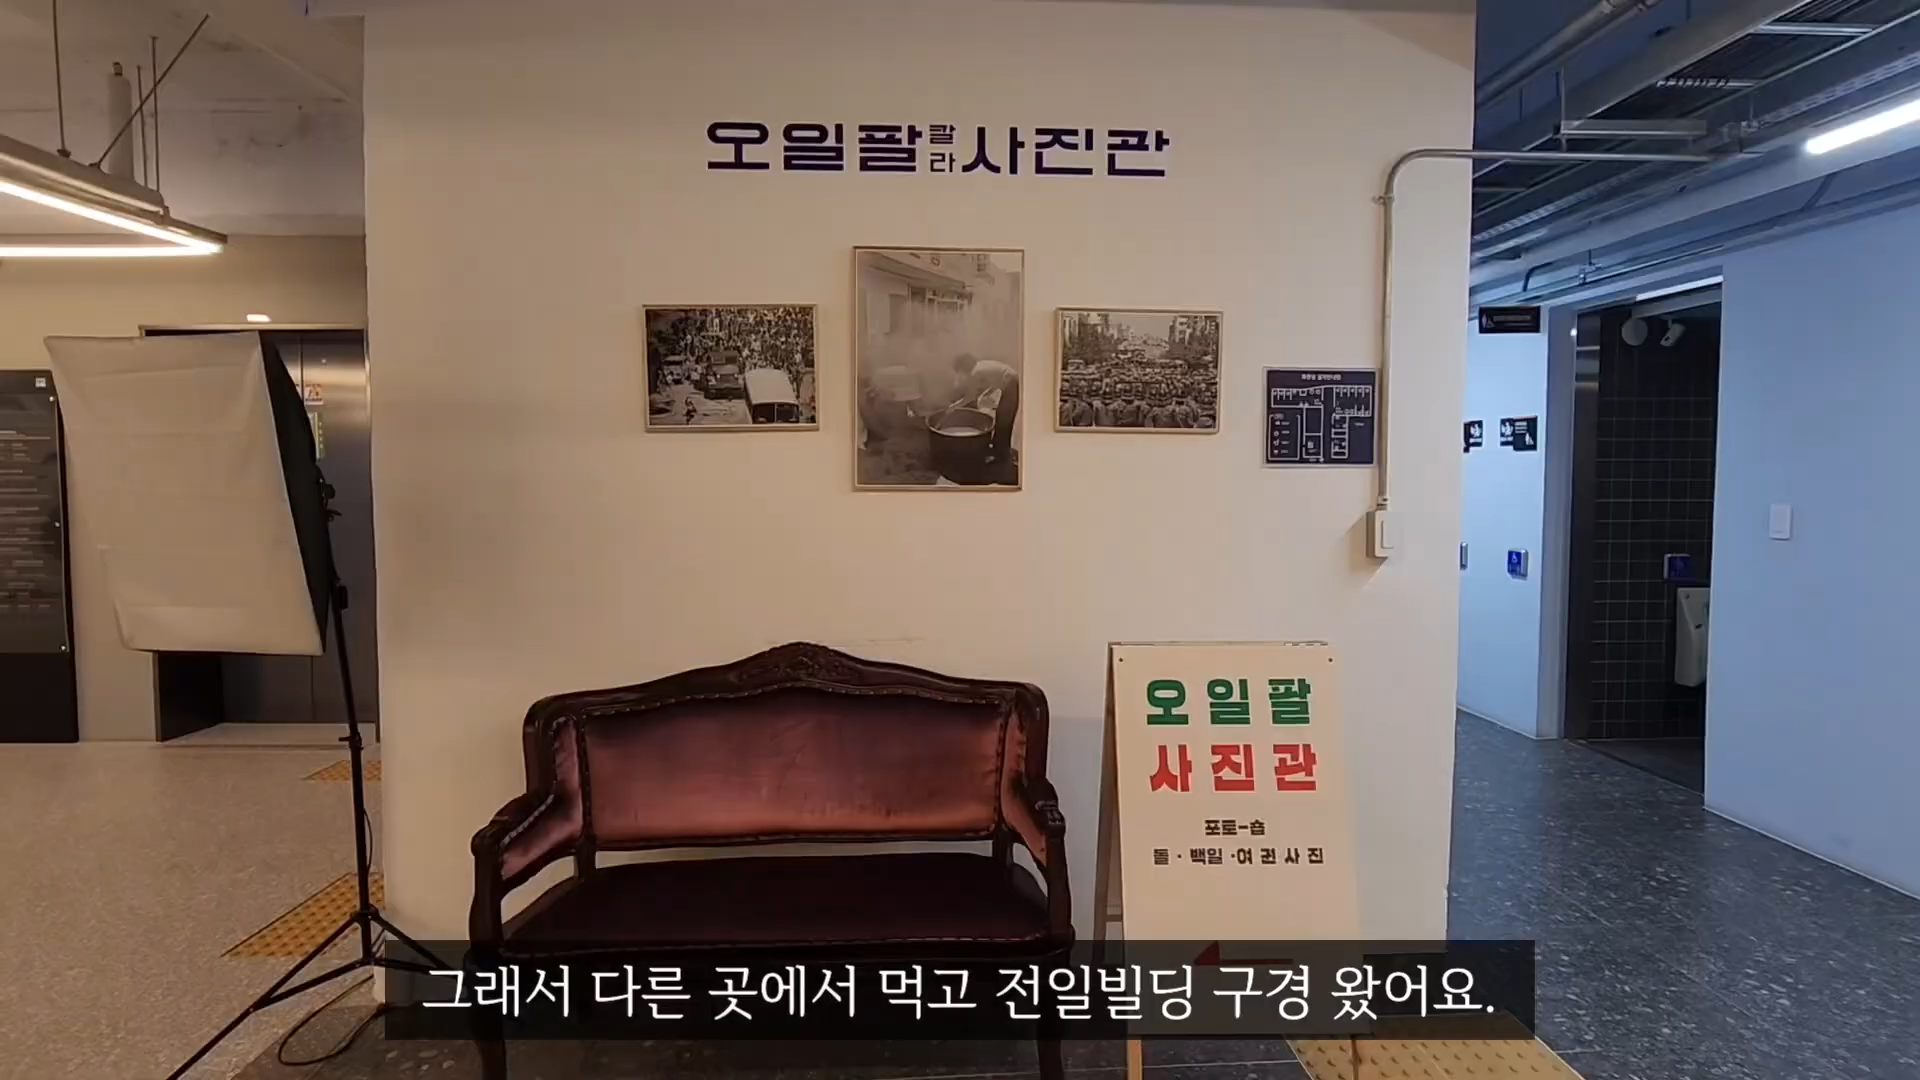 오일팔칼라사진관
오일팔
사진관
포토-숍
돌·백일·여권사진
그래서 다른 곳에서 먹고 전일빌딩 구경 왔어요.